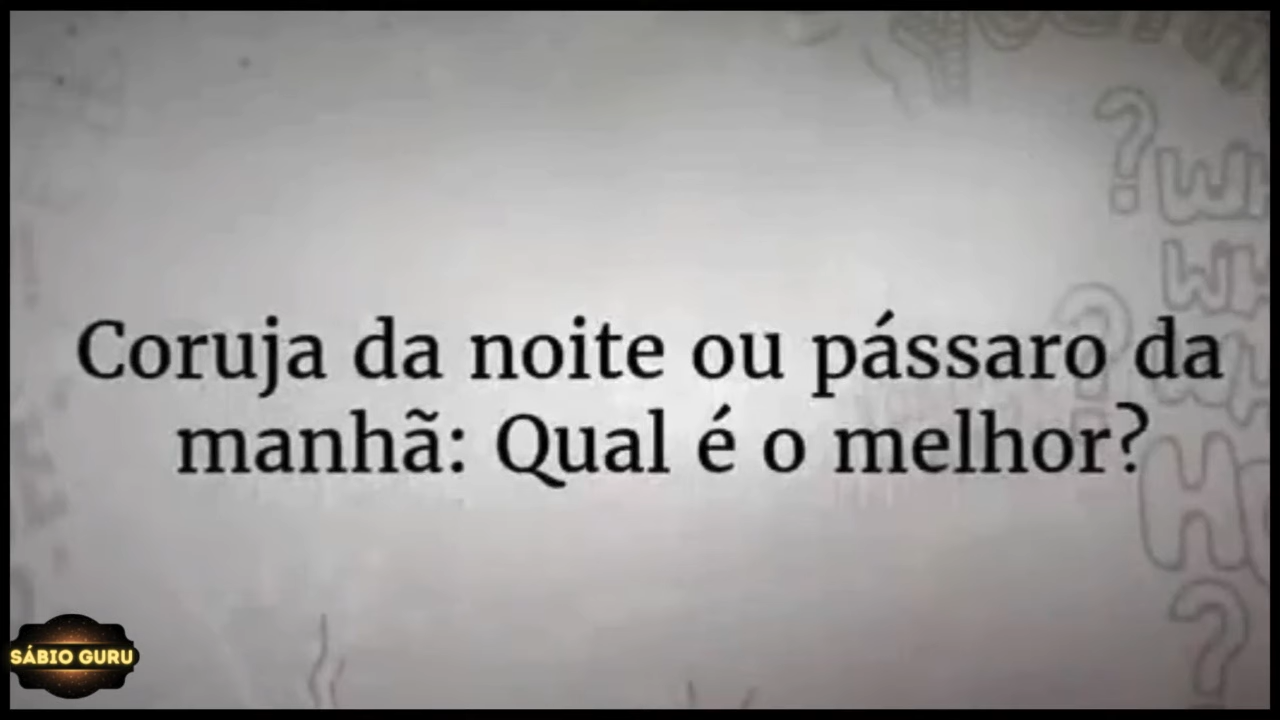 Coruja da noite ou pássaro da
manhã: Qual é o melhor?
SÁBIO GURU
?
?
?